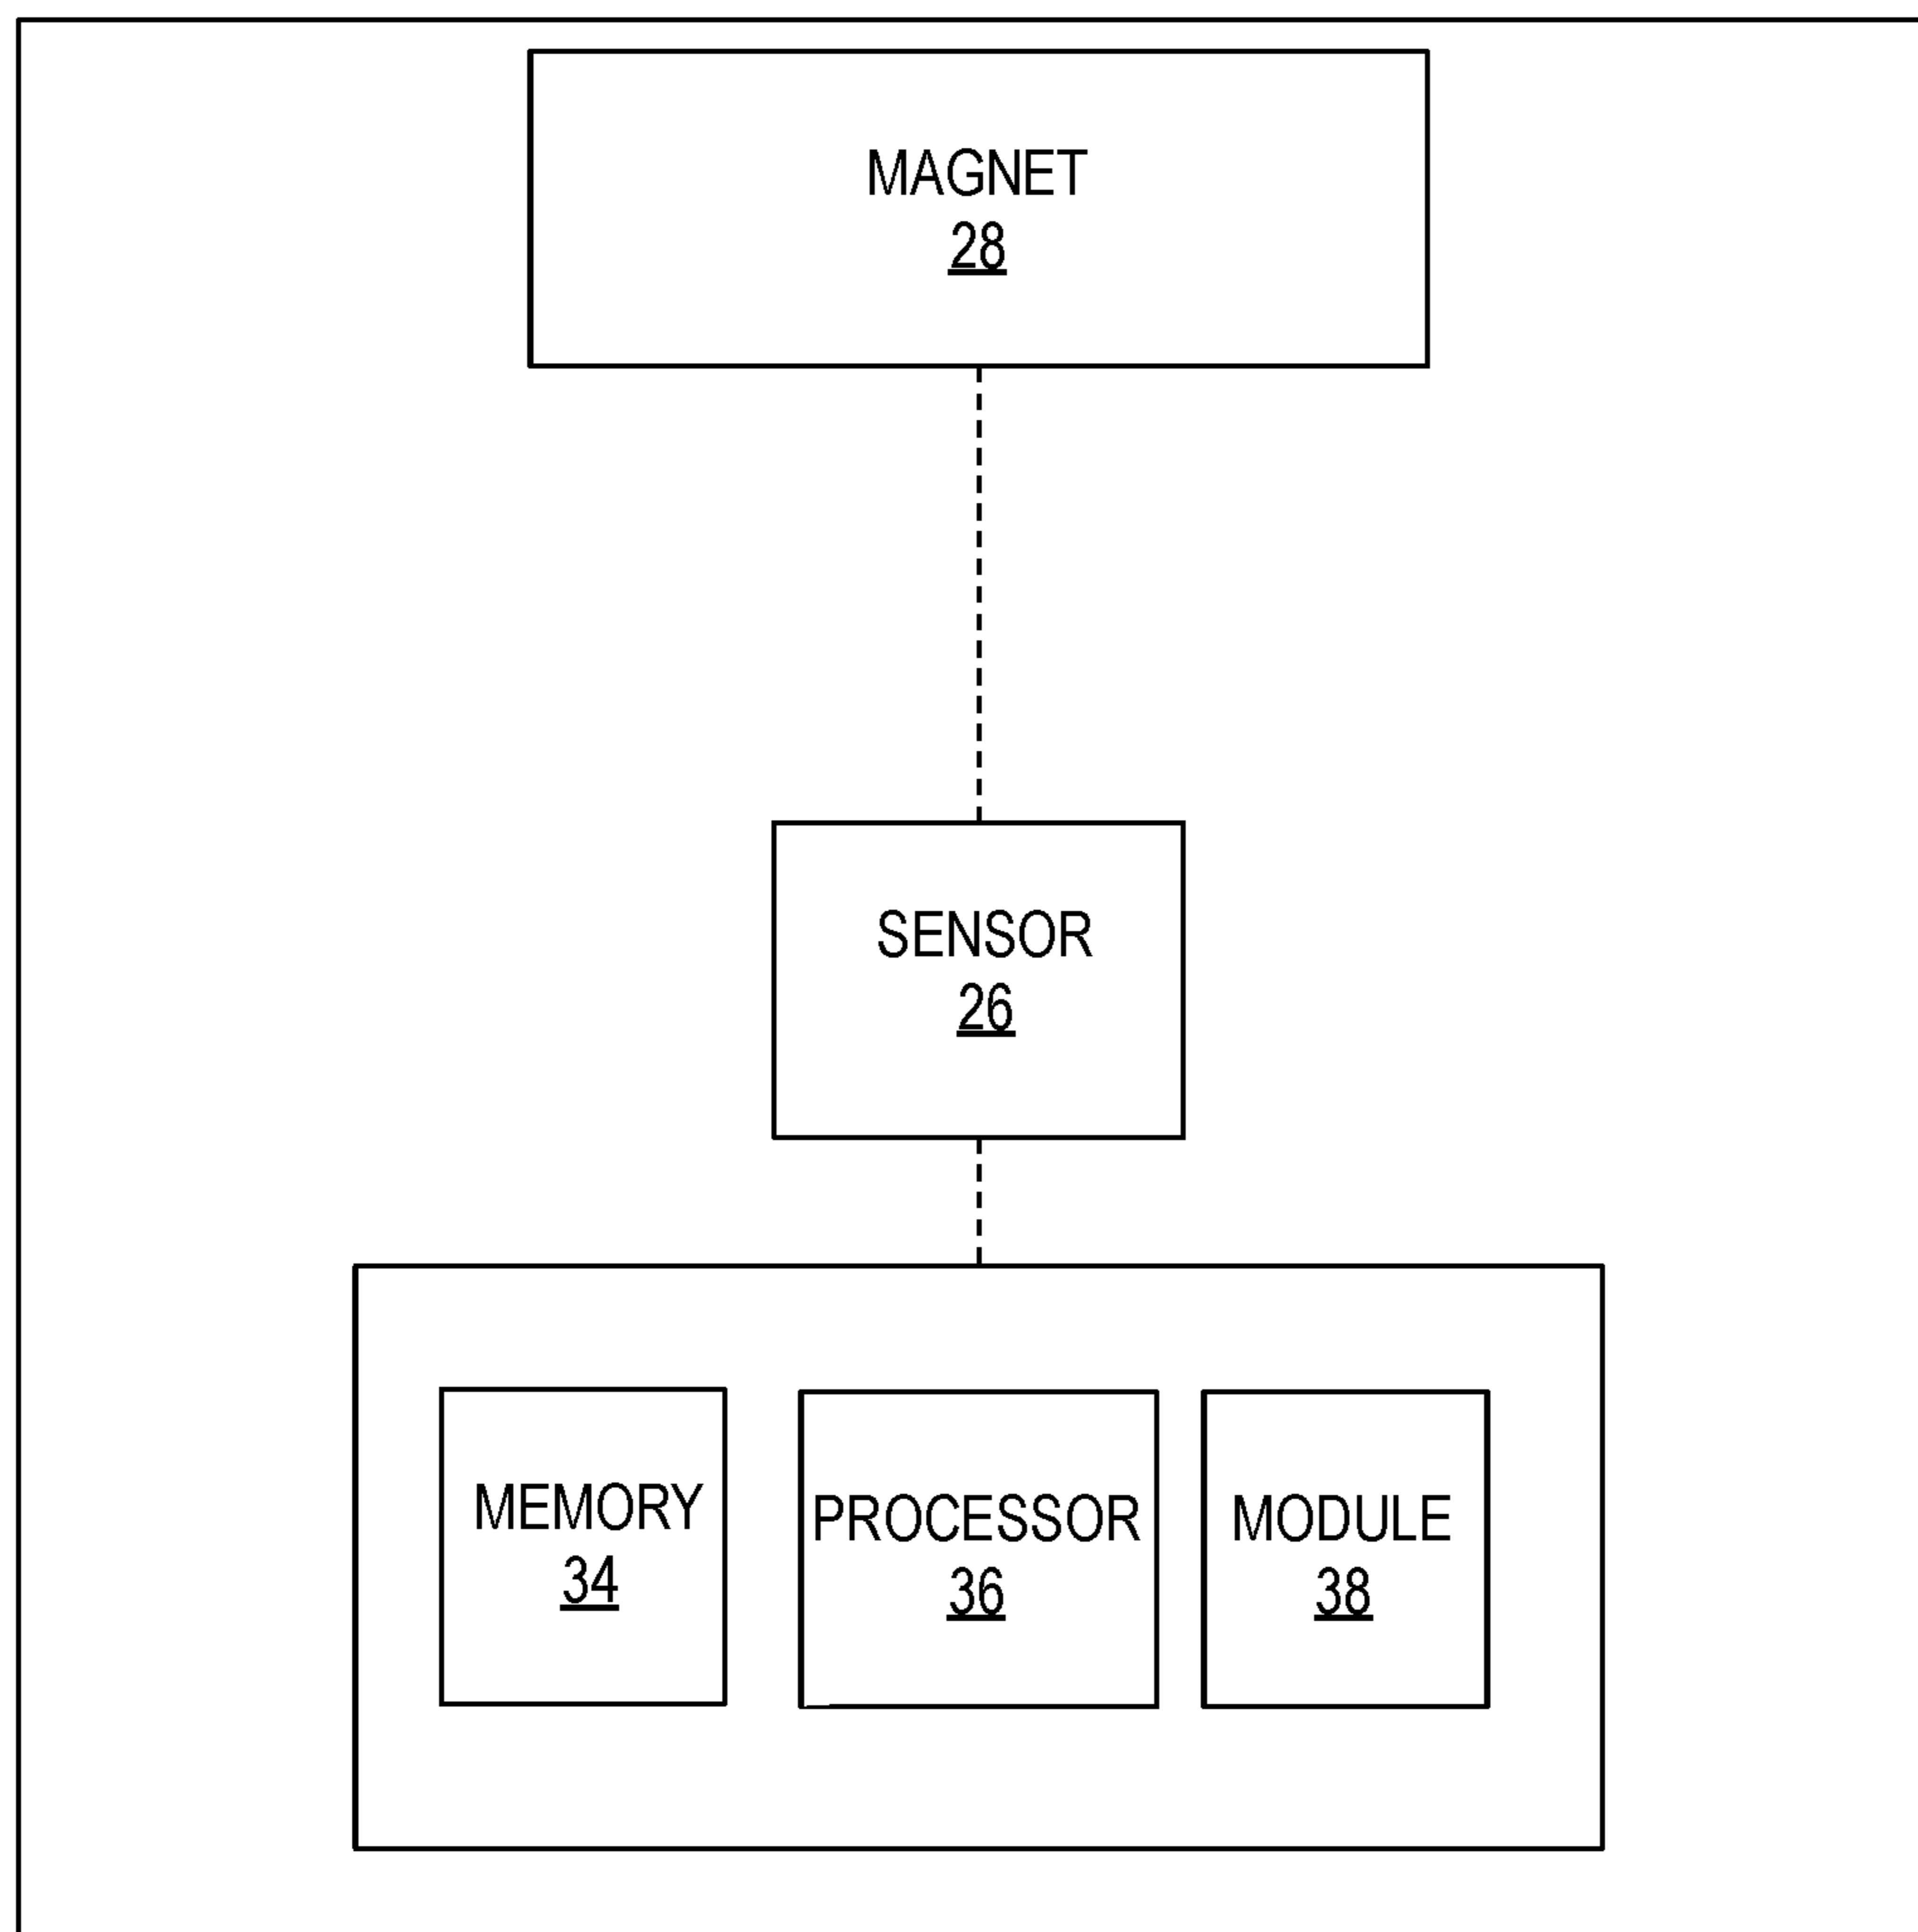 MAGNET
28
SENSOR
26
MEMORY
34
PROCESSOR
36
MODULE
38